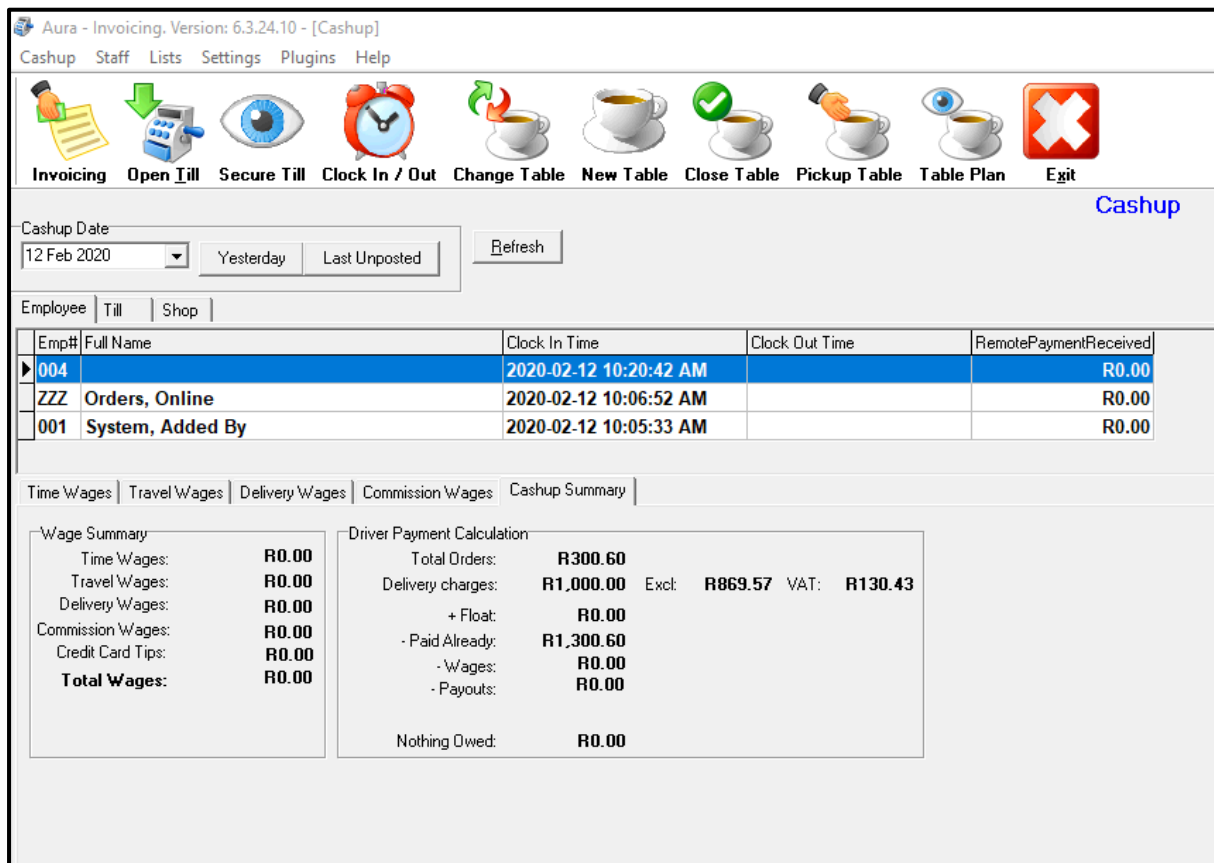 Aura - Invoicing. Version: 6.3.24.10 - [Cashup]
Cashup Staff Lists Settings Plugins Help
Invoicing Open Till Secure Till Clock In / Out Change Table New Table Close Table Pickup Table Table Plan Exit
Cashup
Cashup Date
12 Feb 2020 Yesterday Last Unposted Refresh
Employee Till Shop
Emp# Full Name Clock In Time Clock Out Time RemotePaymentReceived
004 2020-02-12 10:20:42 AM R0.00
ZZZ Orders, Online 2020-02-12 10:06:52 AM R0.00
001 System, Added By 2020-02-12 10:05:33 AM R0.00
Time Wages Travel Wages Delivery Wages Commission Wages Cashup Summary
Wage Summary
Time Wages: R0.00
Travel Wages: R0.00
Delivery Wages: R0.00
Commission Wages: R0.00
Credit Card Tips: R0.00
Total Wages: R0.00
Driver Payment Calculation
Total Orders: R300.60
Delivery charges: R1,000.00 Excl: R869.57 VAT: R130.43
+ Float: R0.00
- Paid Already: R1,300.60
- Wages: R0.00
- Payouts: R0.00
Nothing Owed: R0.00